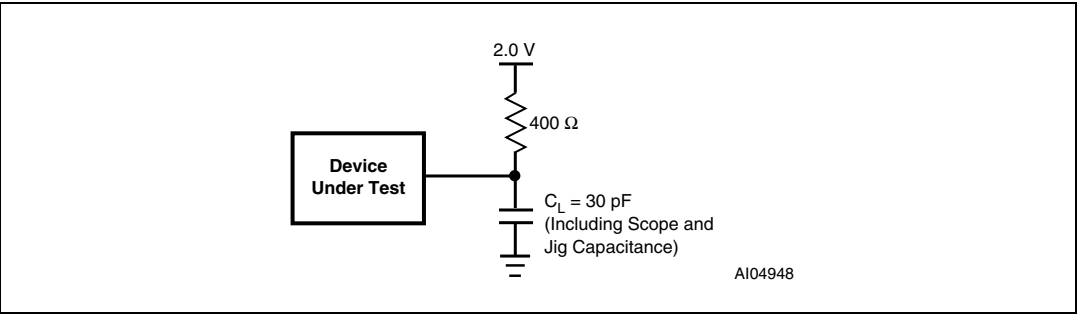 2.0 V
400 Ω
Device
Under Test
C_L = 30 pF
(Including Scope and
Jig Capacitance)
AI04948